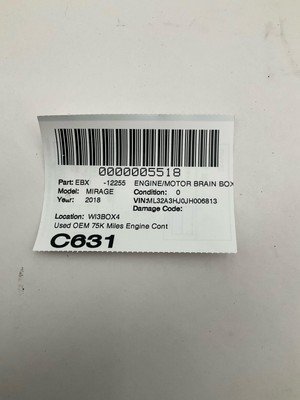 0000005518
Part: EBX -12255 ENGINE/MOTOR BRAIN BOX
Model: MIRAGE Condition: 0
Year: 2018 VIN:ML32A3HJ0JH006813
Damage Code:
Location: WI3BOX4
Used OEM 75K Miles Engine Cont
C631